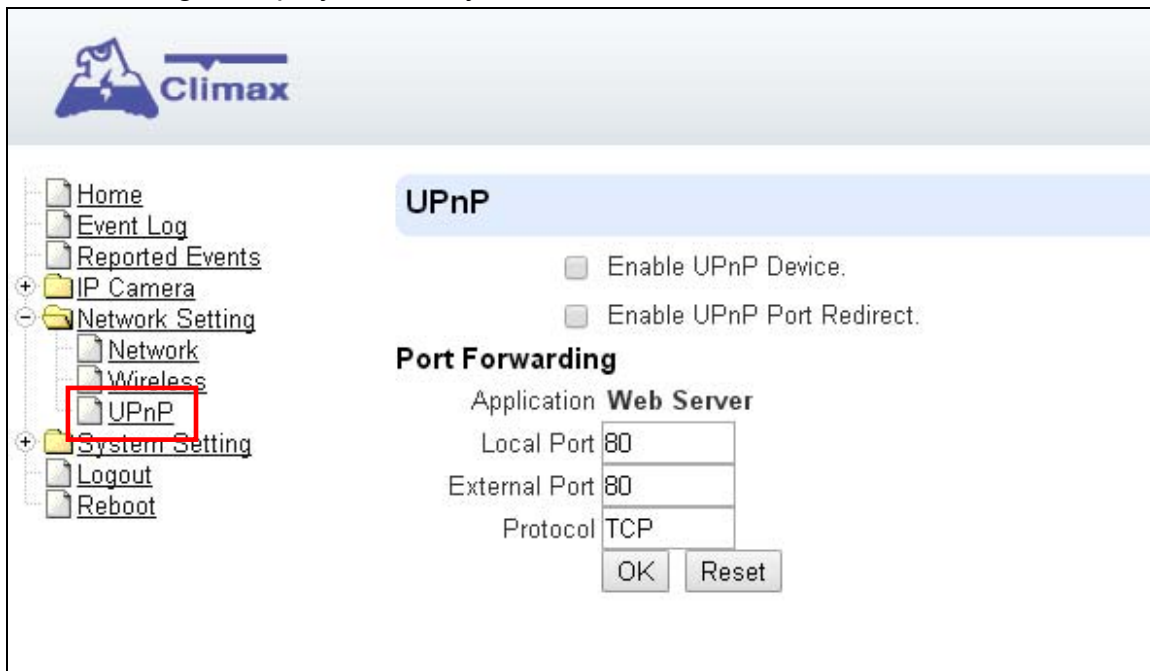 Climax
Home
Event Log
Reported Events
IP Camera
Network Setting
Network
Wireless
UPnP
System Setting
Logout
Reboot
UPnP
Enable UPnP Device.
Enable UPnP Port Redirect.
Port Forwarding
Application Web Server
Local Port 80
External Port 80
Protocol TCP
OK Reset